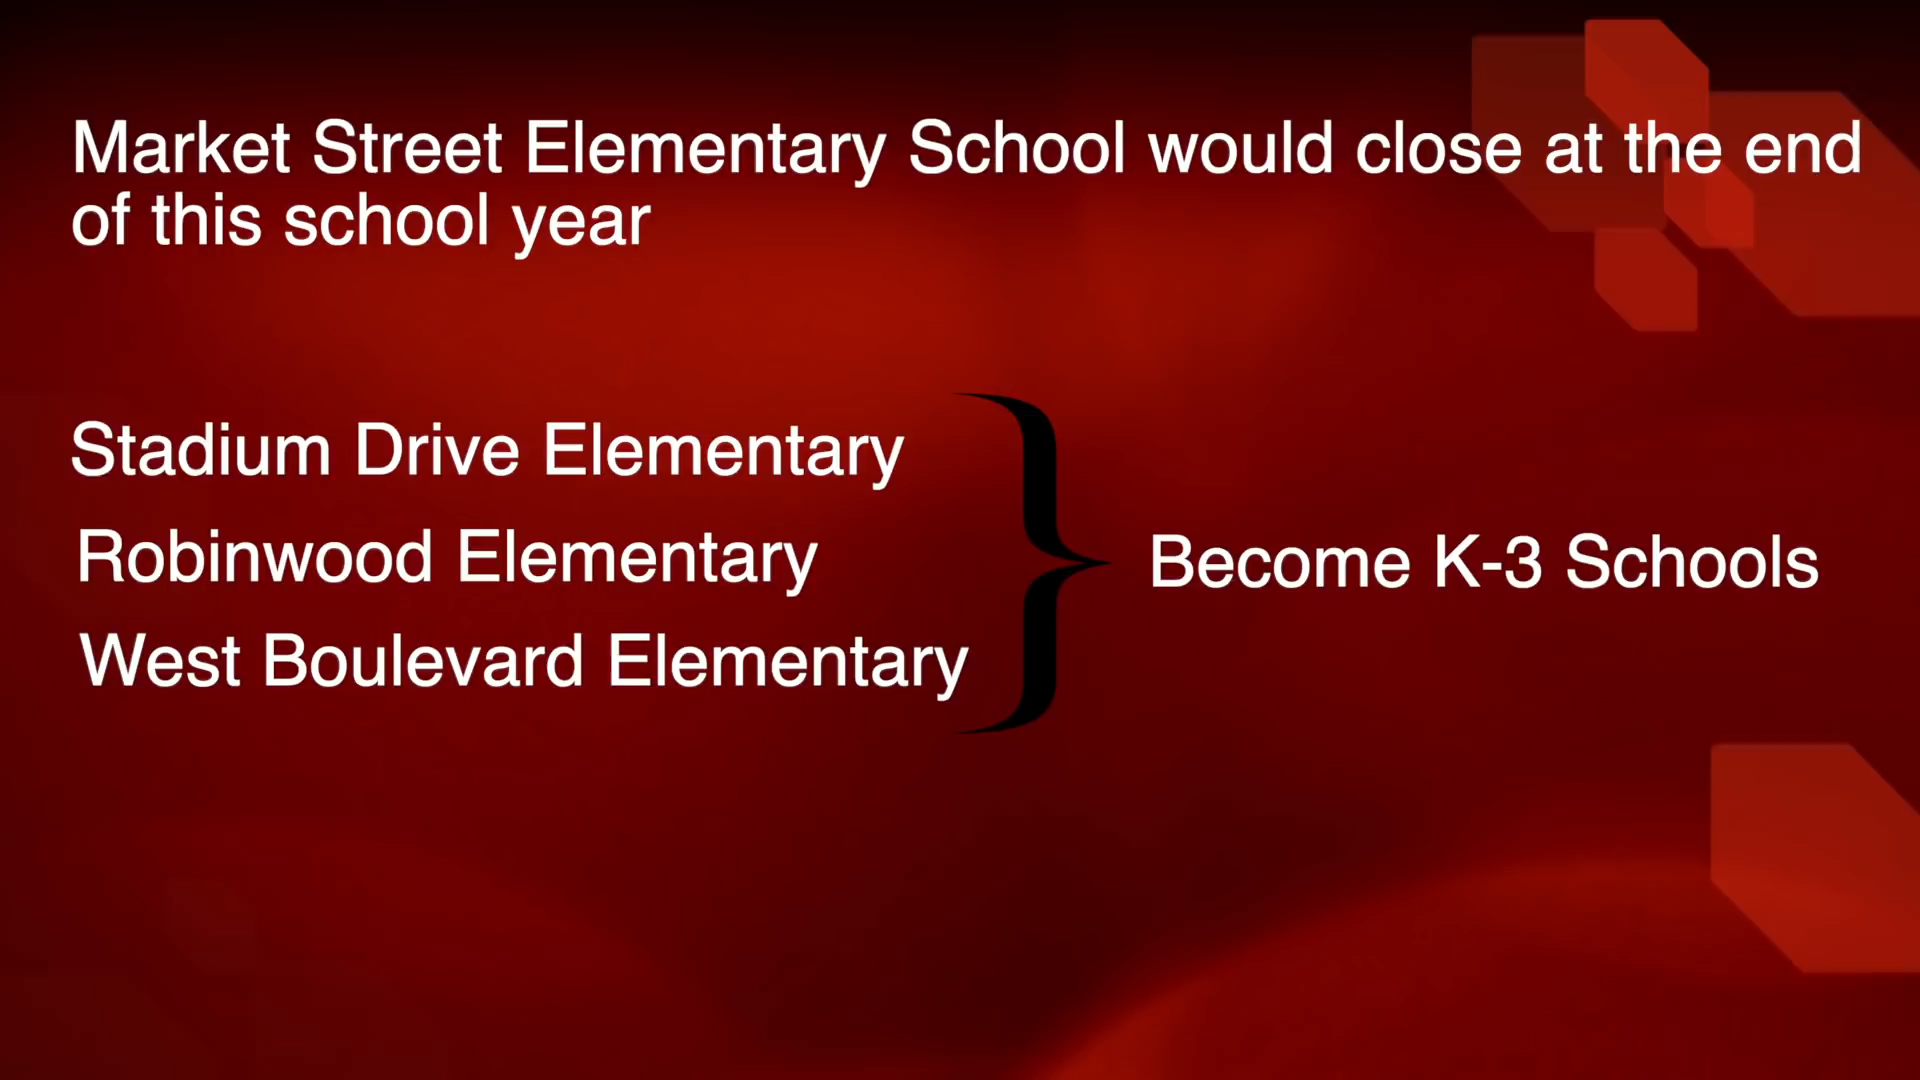 Market Street Elementary School would close at the end
of this school year
Stadium Drive Elementary
Robinwood Elementary
West Boulevard Elementary
Become K-3 Schools